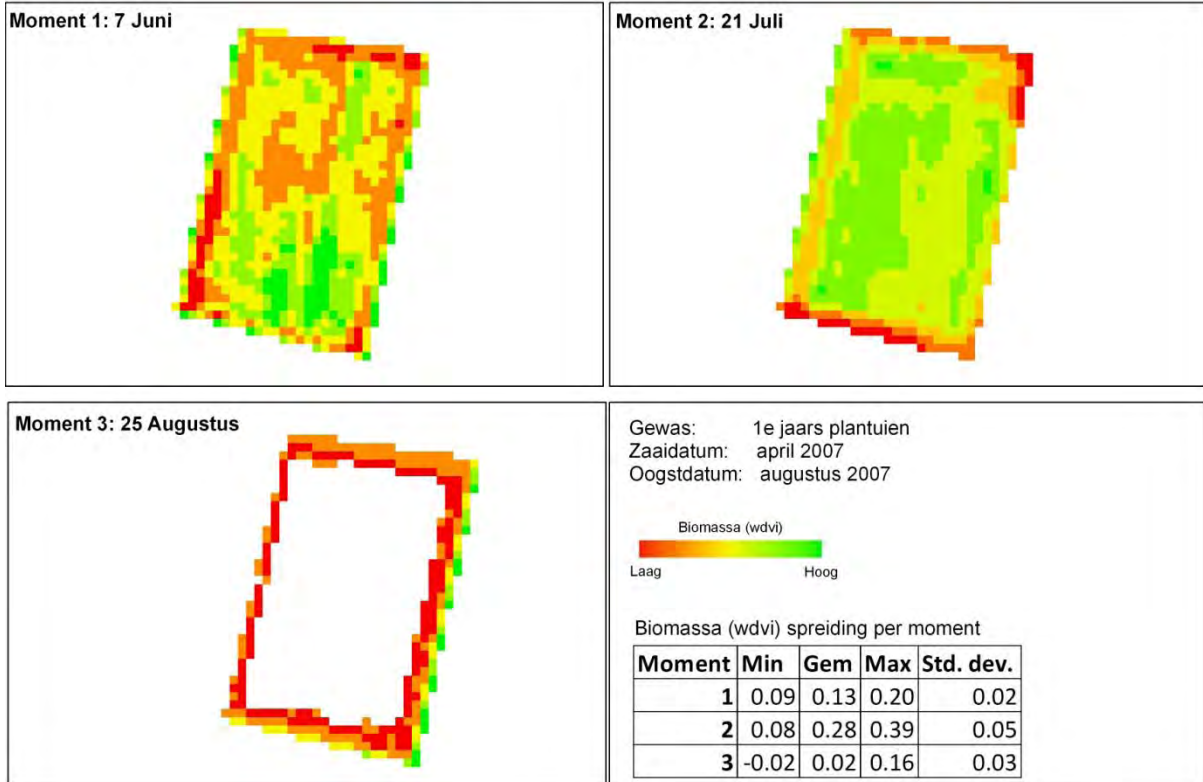 Moment 1: 7 Juni
Moment 2: 21 Juli
Moment 3: 25 Augustus
Gewas: 1e jaars plantuien
Zaaidatum: april 2007
Oogstdatum: augustus 2007
Biomassa (wdvi)
Laag Hoog
Biomassa (wdvi) spreiding per moment
Moment Min Gem Max Std. dev.
1 0.09 0.13 0.20 0.02
2 0.08 0.28 0.39 0.05
3 -0.02 0.02 0.16 0.03